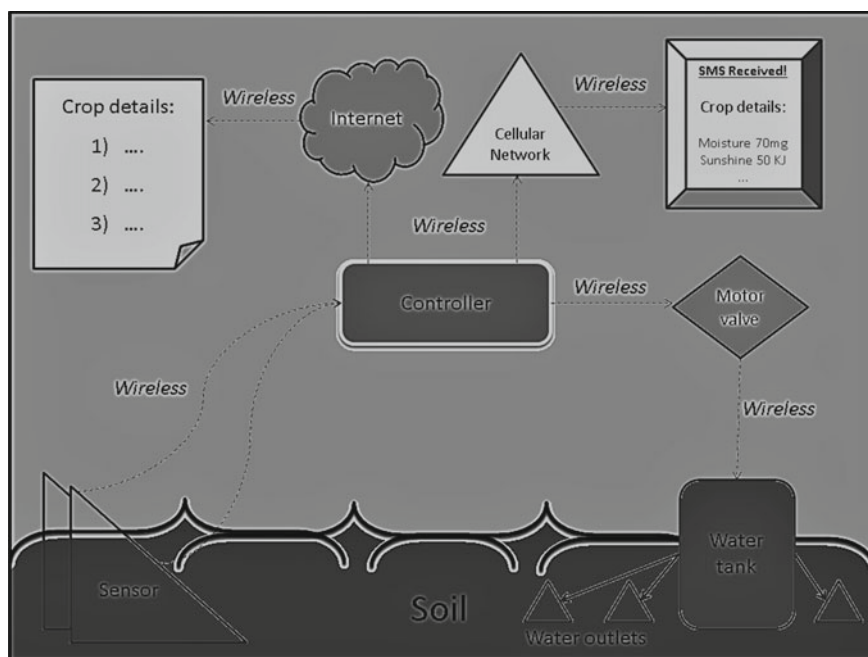 Crop details:
1) ....
2) ....
3) ....
Wireless
Internet
Cellular
Network
Wireless
SMS Received!
Crop details:
Moisture 70mg
Sunshine 50 KJ
...
Wireless
Controller
Wireless
Motor
valve
Wireless
Wireless
Sensor
Soil
Water
tank
Water outlets